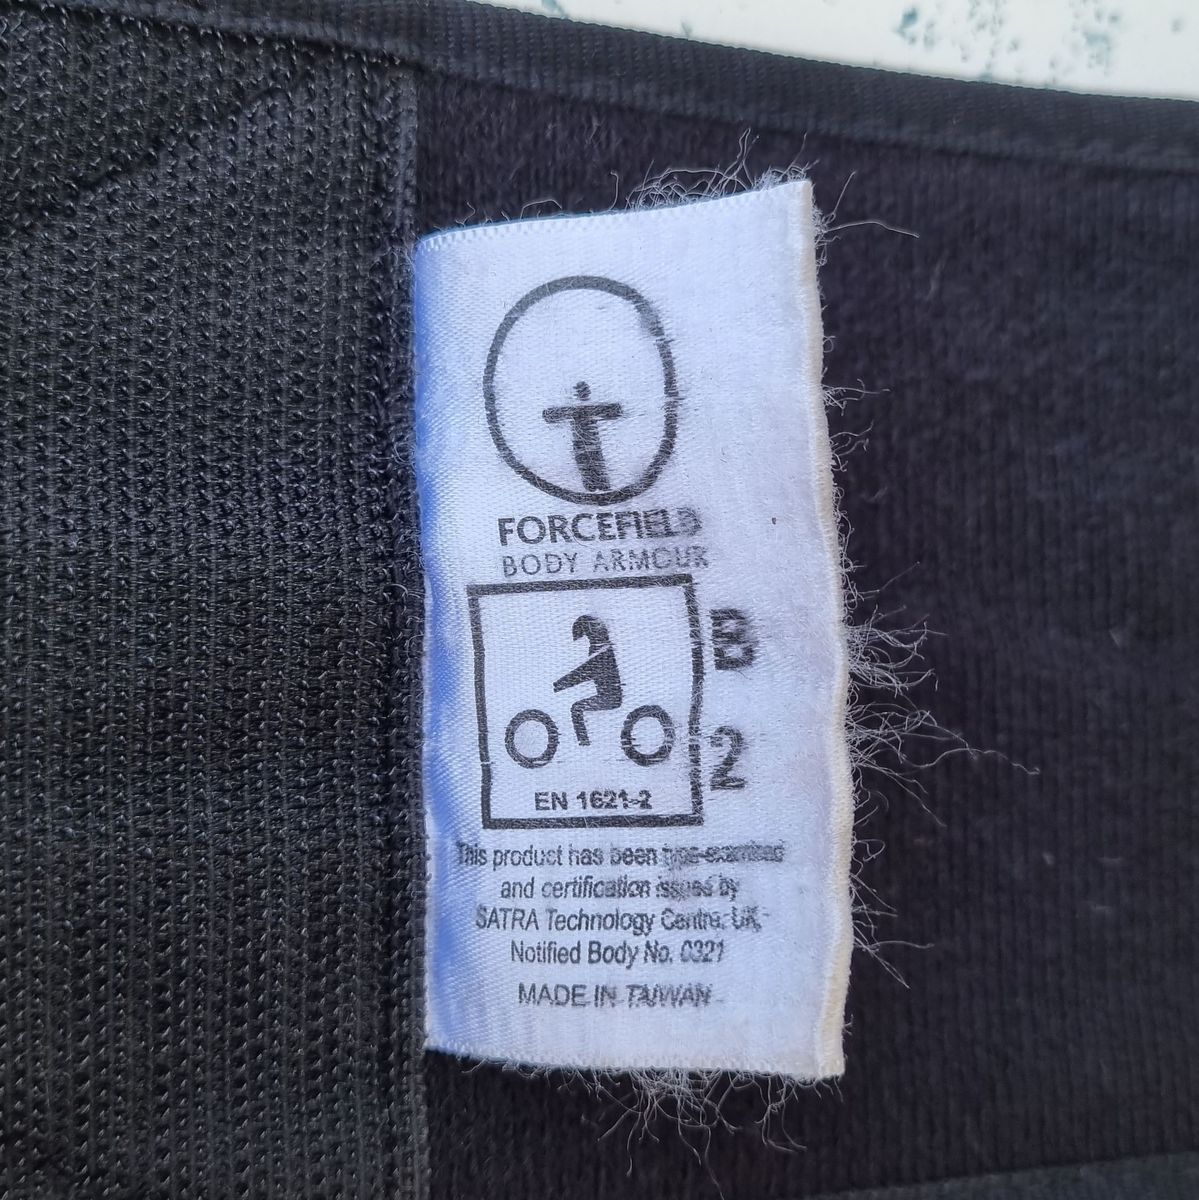 FORCEFIELD
BODY ARMOUR
B
2
EN 1621-2
This product has been type-examined
and certification issued by
SATRA Technology Centre, UK,
Notified Body No. 0321
MADE IN TAIWAN